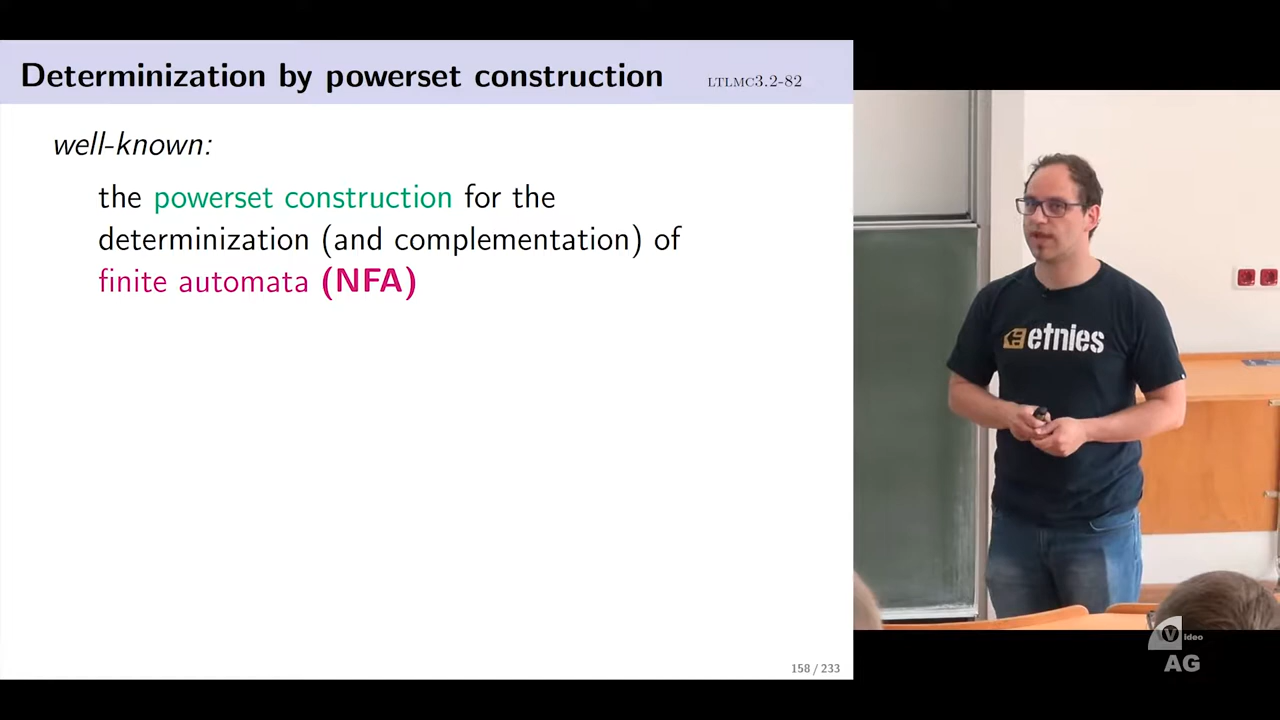 Determinization by powerset construction LTLMC3.2-82
well-known:
the powerset construction for the
determinization (and complementation) of
finite automata (NFA)
158 / 233
etnies
Video
AG